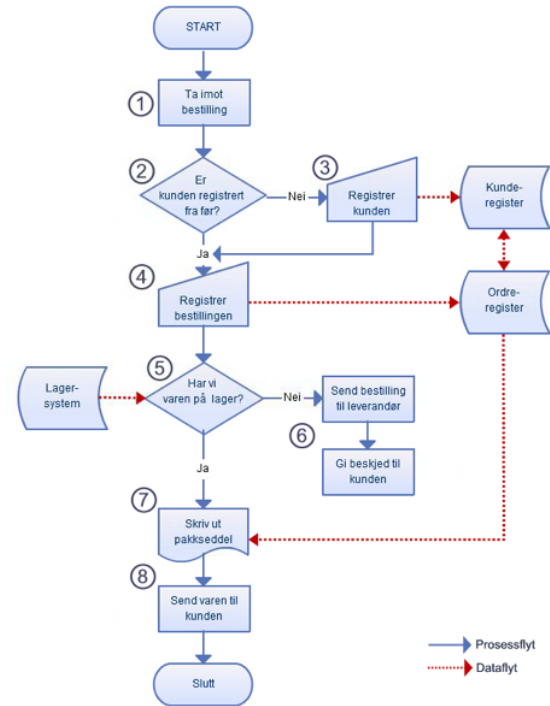 START
1
Ta imot
bestilling
2
Er
kunden registrert
fra før?
Nei
3
Registrer
kunden
Kunde-
register
Ja
4
Registrer
bestillingen
Ordre-
register
5
Har vi
varen på lager?
Lager-
system
Nei
Send bestilling
til leverandør
6
Gi beskjed til
kunden
Ja
7
Skriv ut
pakkseddel
8
Send varen til
kunden
Slutt
Prosessflyt
Dataflyt